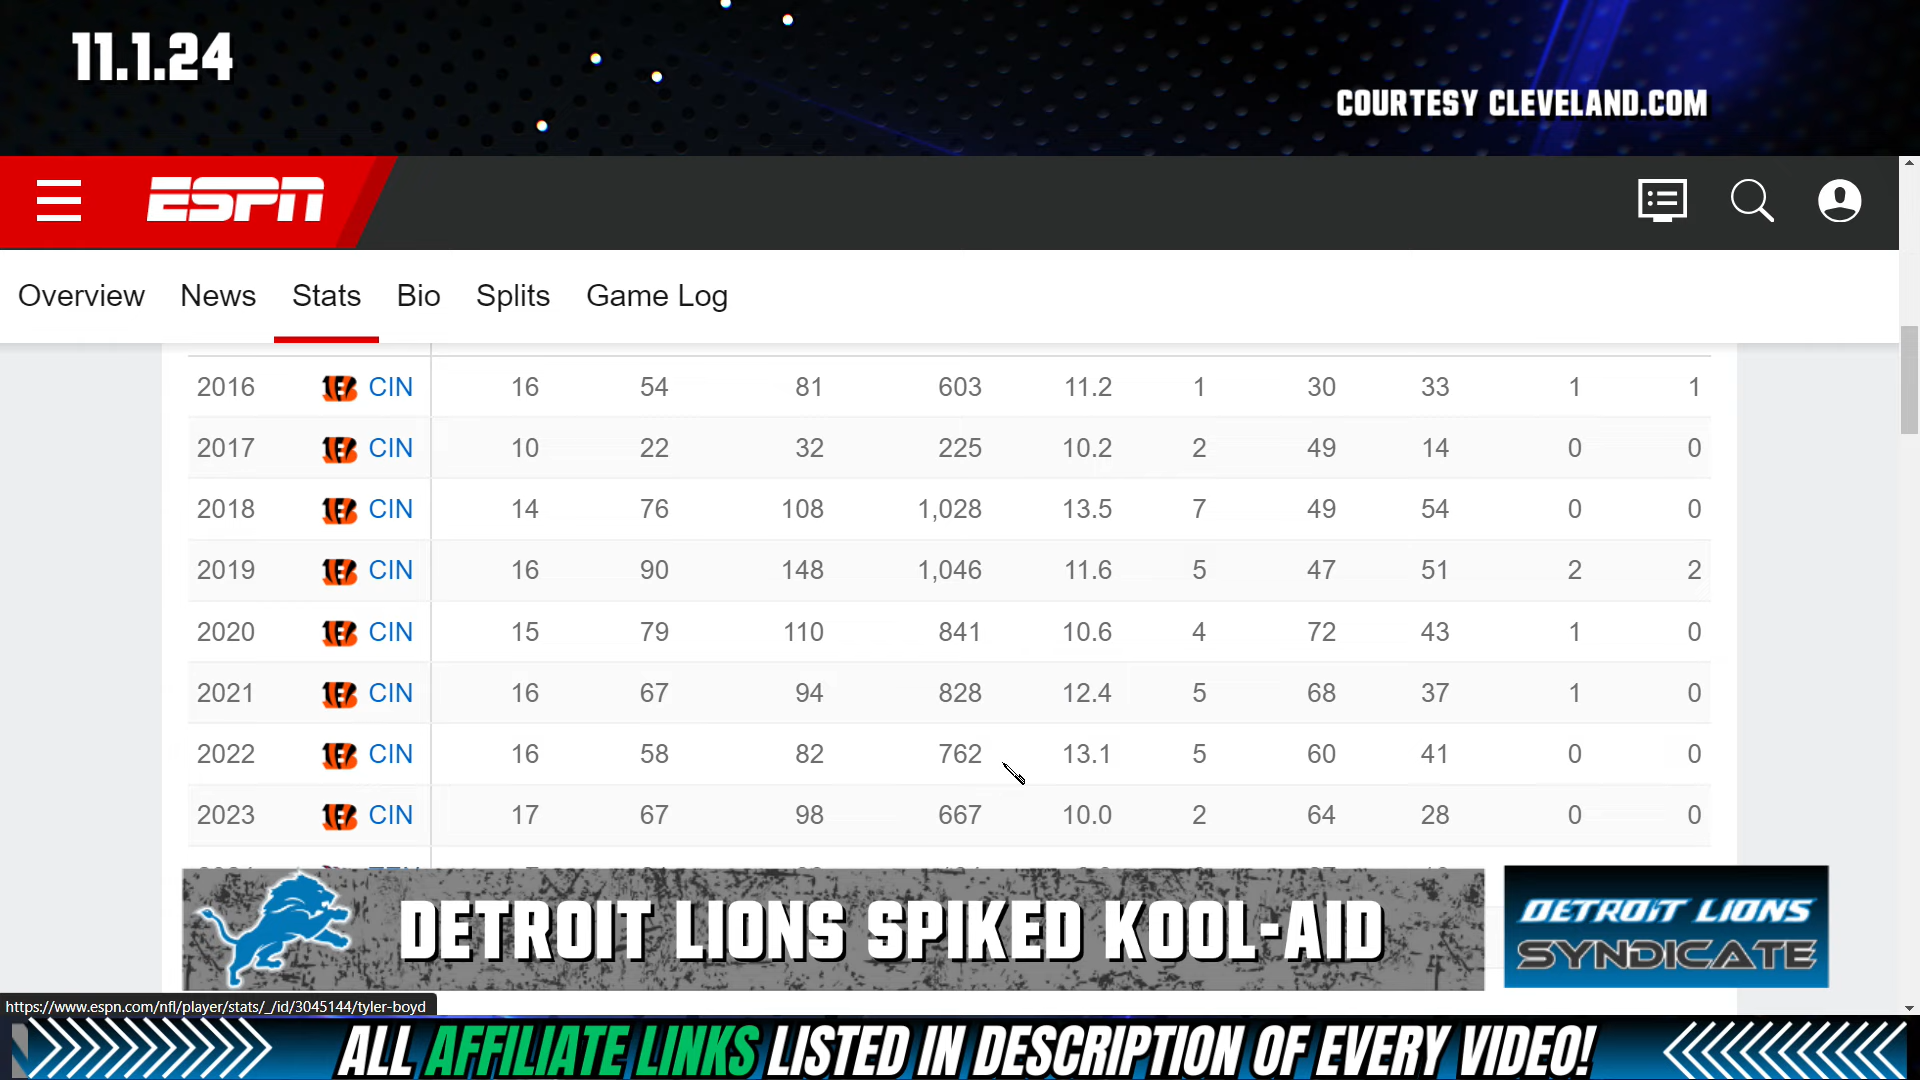 11.1.24
COURTESY CLEVELAND.COM
ESPN
Overview News Stats Bio Splits Game Log
2016 CIN 16 54 81 603 11.2 1 30 33 1 1
2017 CIN 10 22 32 225 10.2 2 49 14 0 0
2018 CIN 14 76 108 1,028 13.5 7 49 54 0 0
2019 CIN 16 90 148 1,046 11.6 5 47 51 2 2
2020 CIN 15 79 110 841 10.6 4 72 43 1 0
2021 CIN 16 67 94 828 12.4 5 68 37 1 0
2022 CIN 16 58 82 762 13.1 5 60 41 0 0
2023 CIN 17 67 98 667 10.0 2 64 28 0 0
DETROIT LIONS SPIKED KOOL-AID
DETROIT LIONS
SYNDICATE
https://www.espn.com/nfl/player/stats/_/id/3045144/tyler-boyd
ALL AFFILIATE LINKS LISTED IN DESCRIPTION OF EVERY VIDEO!